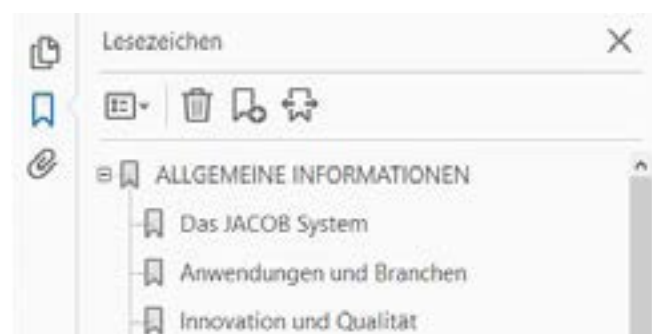 Lesezeichen
ALLGEMEINE INFORMATIONEN
Das JACOB System
Anwendungen und Branchen
Innovation und Qualität